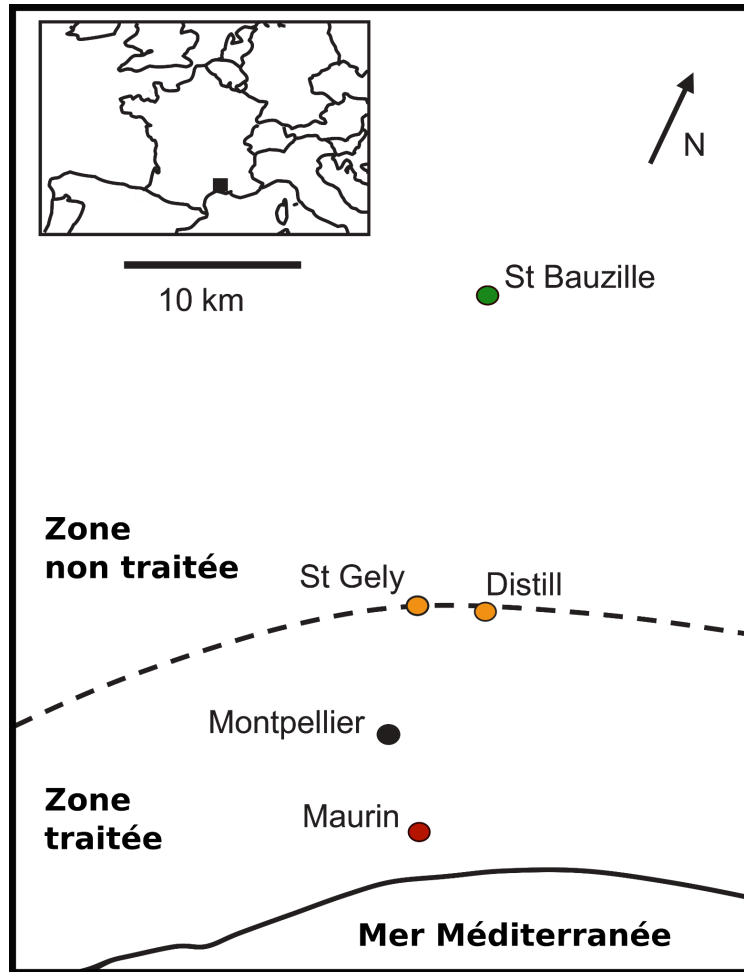 N
St Bauzille
10 km
Zone
non traitée
St Gely
Distill
Montpellier
Zone
traitée
Maurin
Mer Méditerranée